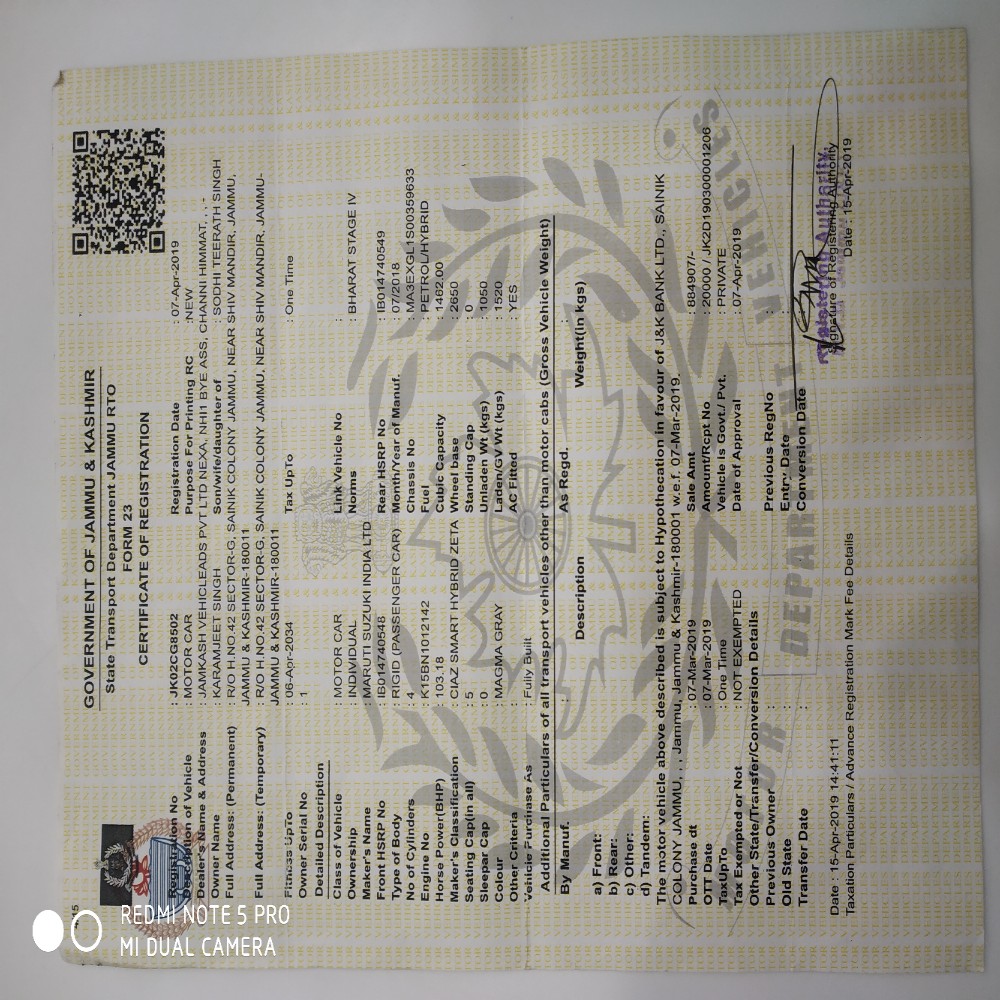 GOVERNMENT OF JAMMU & KASHMIR
State Transport Department JAMMU RTO
FORM 23
CERTIFICATE OF REGISTRATION
Registration No : JK02CG8502 Registration Date : 07-Apr-2019
Description of Vehicle : MOTOR CAR Purpose For Printing RC : NEW
Dealer's Name & Address : JAMKASH VEHICLEADS PVT LTD NEXA, NHI1 BYE ASS, CHANNI HIMMAT, , , -
Owner Name : KARAMJEET SINGH Son/wife/daughter of : SODHI TEERATH SINGH
Full Address: (Permanent) : R/O H.NO.42 SECTOR-G, SAINIK COLONY JAMMU, NEAR SHIV MANDIR, JAMMU,
JAMMU & KASHMIR-180011
Full Address: (Temporary) : R/O H.NO.42 SECTOR-G, SAINIK COLONY JAMMU, NEAR SHIV MANDIR, JAMMU-
JAMMU & KASHMIR-180011
Fitness UpTo : 06-Apr-2034 Tax UpTo : One Time
Owner Serial No : 1
Detailed Description
Class of Vehicle : MOTOR CAR Link Vehicle No :
Ownership : INDIVIDUAL Norms : BHARAT STAGE IV
Maker's Name : MARUTI SUZUKI INDIA LTD
Front HSRP No : IB014740548 Rear HSRP No : IB014740549
Type of Body : RIGID (PASSENGER CAR) Month/Year of Manuf. : 07/2018
No of Cylinders : 4 Chassis No : MA3EXGL1S00359633
Engine No : K15BN1012142 Fuel : PETROL/HYBRID
Horse Power(BHP) : 103.18 Cubic Capacity : 1462.00
Maker's Classification : CIAZ SMART HYBRID ZETA Wheel base : 2650
Seating Cap(in all) : 5 Standing Cap : 0
Sleeper Cap : 0 Unladen Wt (kgs) : 1050
Colour : MAGMA GRAY Laden/GV Wt (kgs) : 1520
Other Criteria : AC Fitted : YES
Vehicle Purchase As : Fully Built
Additional Particulars of all transport vehicles other than motor cabs (Gross Vehicle Weight)
By Manuf. : As Regd. :
Description Weight(in kgs)
a) Front:
b) Rear:
c) Other:
d) Tandem:
The motor vehicle above described is subject to Hypothecation in favour of J&K BANK LTD., SAINIK
COLONY JAMMU, , , Jammu, Jammu & Kashmir-180001 w.e.f. 07-Mar-2019.
Purchase dt : 07-Mar-2019 Sale Amt : 884907/-
OTT Date : 07-Mar-2019 Amount/Rcpt No : 20000 / JK2D1903000001206
TaxUpTo : One Time Vehicle Is Govt./ Pvt. : PRIVATE
Tax Exempted or Not : NOT EXEMPTED Date of Approval : 07-Apr-2019
Other State/Transfer/Conversion Details
Previous Owner : Previous RegNo :
Old State : Entry Date :
Transfer Date : Conversion Date
Registering Authority
Signature of Registering Authority
Date : 15-Apr-2019 14:41:11 Date : 15-Apr-2019
Taxation Particulars / Advance Registration Mark Fee Details
DEPARTMENT
VEHICLES
REDMI NOTE 5 PRO
MI DUAL CAMERA